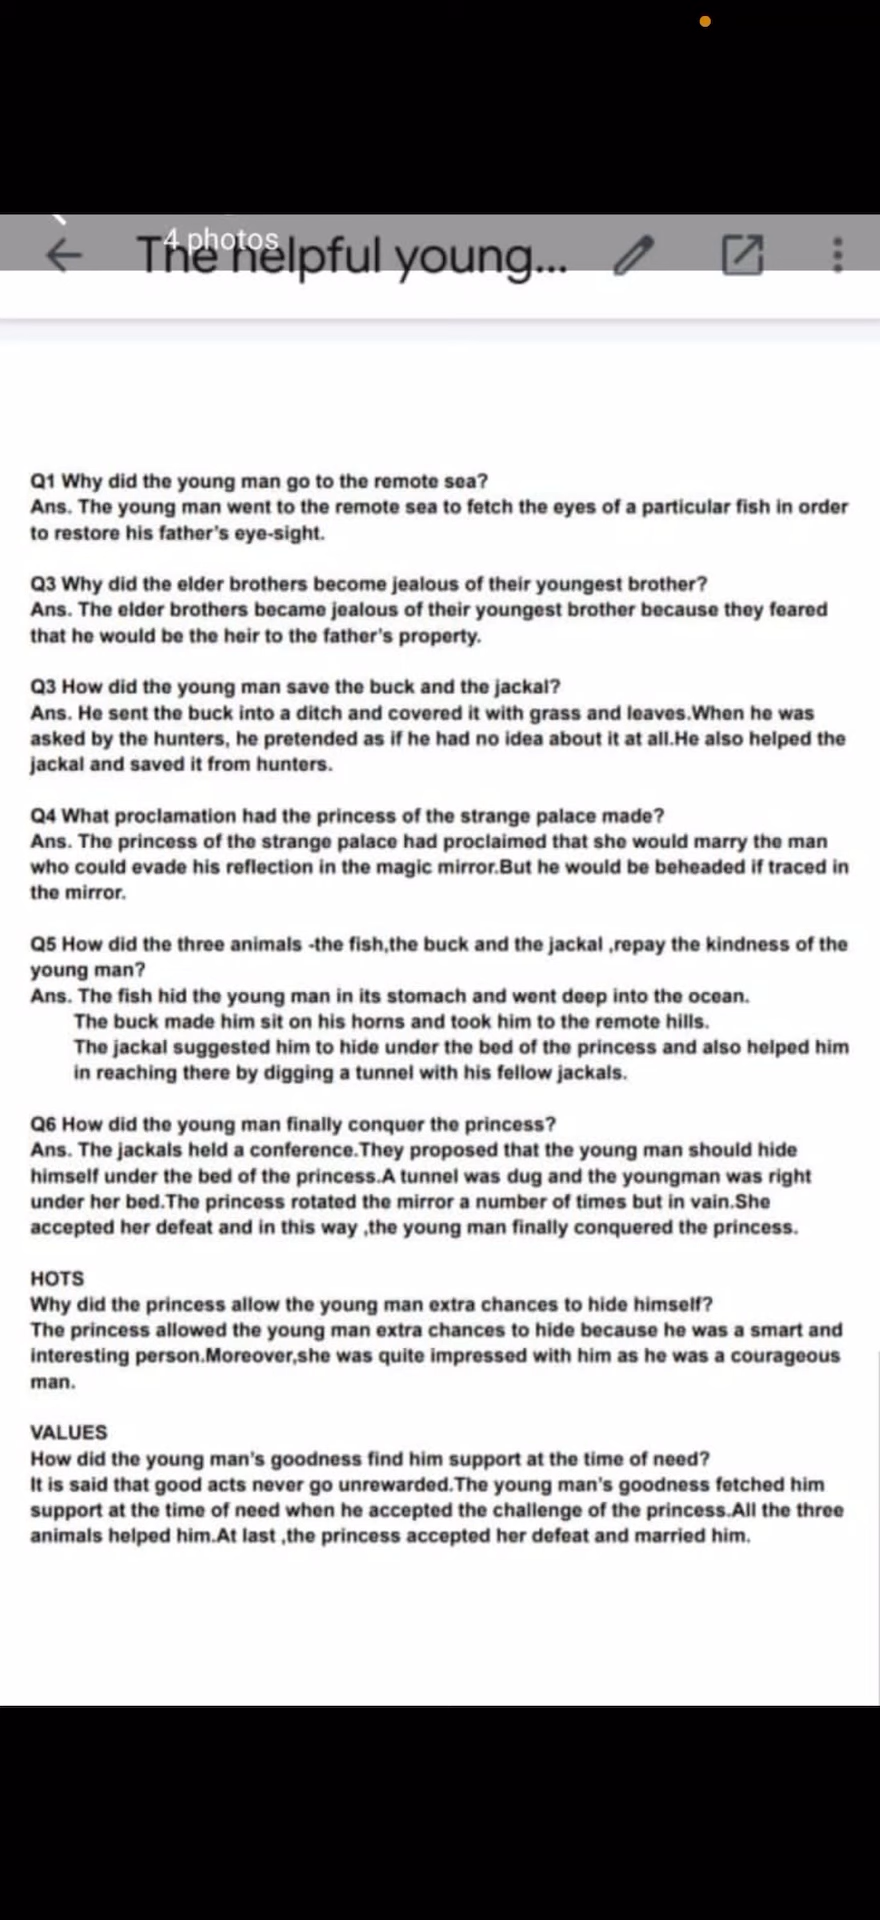 4 photos
The helpful young...
Q1 Why did the young man go to the remote sea?
Ans. The young man went to the remote sea to fetch the eyes of a particular fish in order
to restore his father's eye-sight.
Q3 Why did the elder brothers become jealous of their youngest brother?
Ans. The elder brothers became jealous of their youngest brother because they feared
that he would be the heir to the father's property.
Q3 How did the young man save the buck and the jackal?
Ans. He sent the buck into a ditch and covered it with grass and leaves.When he was
asked by the hunters, he pretended as if he had no idea about it at all.He also helped the
jackal and saved it from hunters.
Q4 What proclamation had the princess of the strange palace made?
Ans. The princess of the strange palace had proclaimed that she would marry the man
who could evade his reflection in the magic mirror.But he would be beheaded if traced in
the mirror.
Q5 How did the three animals -the fish,the buck and the jackal ,repay the kindness of the
young man?
Ans. The fish hid the young man in its stomach and went deep into the ocean.
The buck made him sit on his horns and took him to the remote hills.
The jackal suggested him to hide under the bed of the princess and also helped him
in reaching there by digging a tunnel with his fellow jackals.
Q6 How did the young man finally conquer the princess?
Ans. The jackals held a conference.They proposed that the young man should hide
himself under the bed of the princess.A tunnel was dug and the youngman was right
under her bed.The princess rotated the mirror a number of times but in vain.She
accepted her defeat and in this way ,the young man finally conquered the princess.
HOTS
Why did the princess allow the young man extra chances to hide himself?
The princess allowed the young man extra chances to hide because he was a smart and
interesting person.Moreover,she was quite impressed with him as he was a courageous
man.
VALUES
How did the young man's goodness find him support at the time of need?
It is said that good acts never go unrewarded.The young man's goodness fetched him
support at the time of need when he accepted the challenge of the princess.All the three
animals helped him.At last ,the princess accepted her defeat and married him.